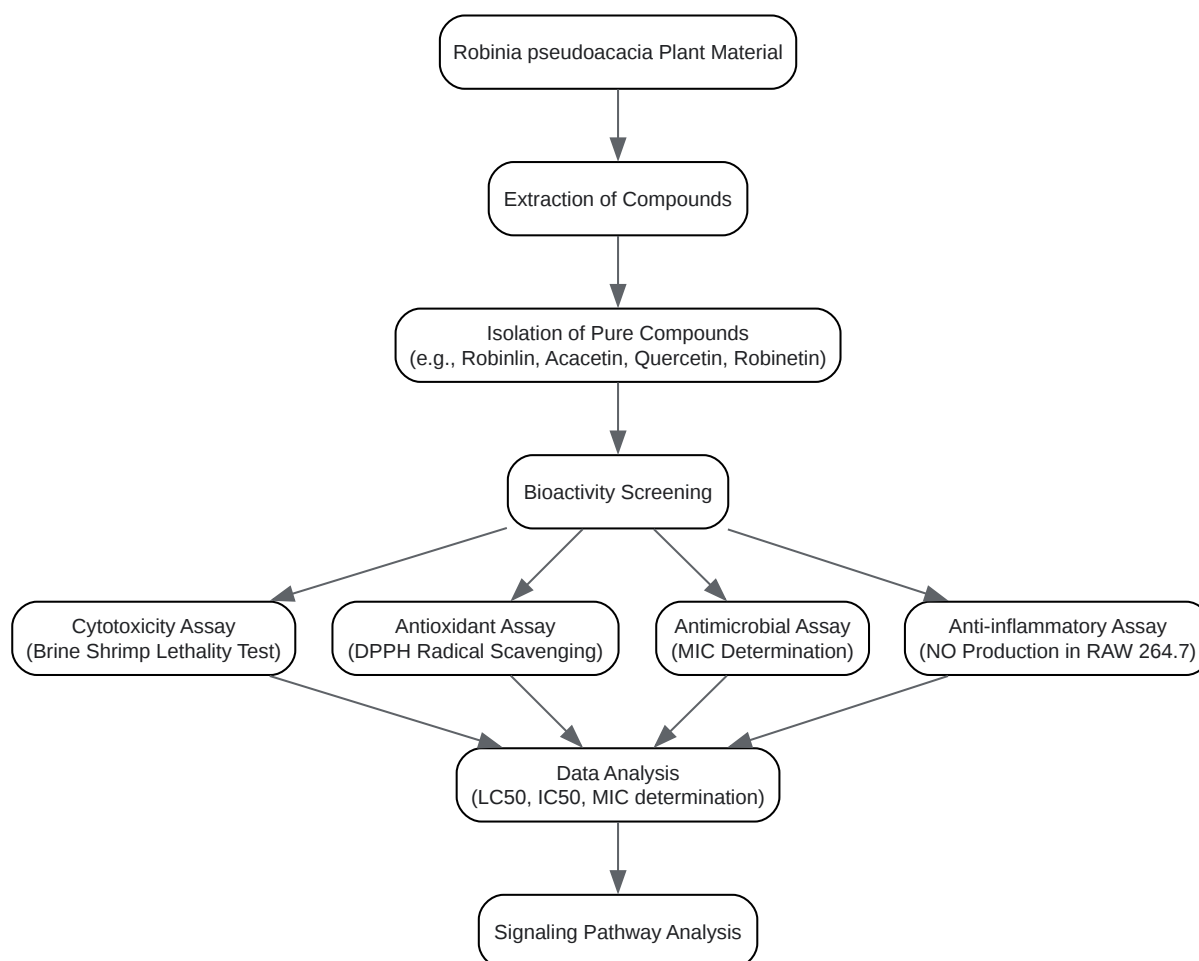 Robinia pseudoacacia Plant Material
Extraction of Compounds
Isolation of Pure Compounds
(e.g., Robinlin, Acacetin, Quercetin, Robinetin)
Bioactivity Screening
Cytotoxicity Assay
(Brine Shrimp Lethality Test)
Antioxidant Assay
(DPPH Radical Scavenging)
Antimicrobial Assay
(MIC Determination)
Anti-inflammatory Assay
(NO Production in RAW 264.7)
Data Analysis
(LC50, IC50, MIC determination)
Signaling Pathway Analysis